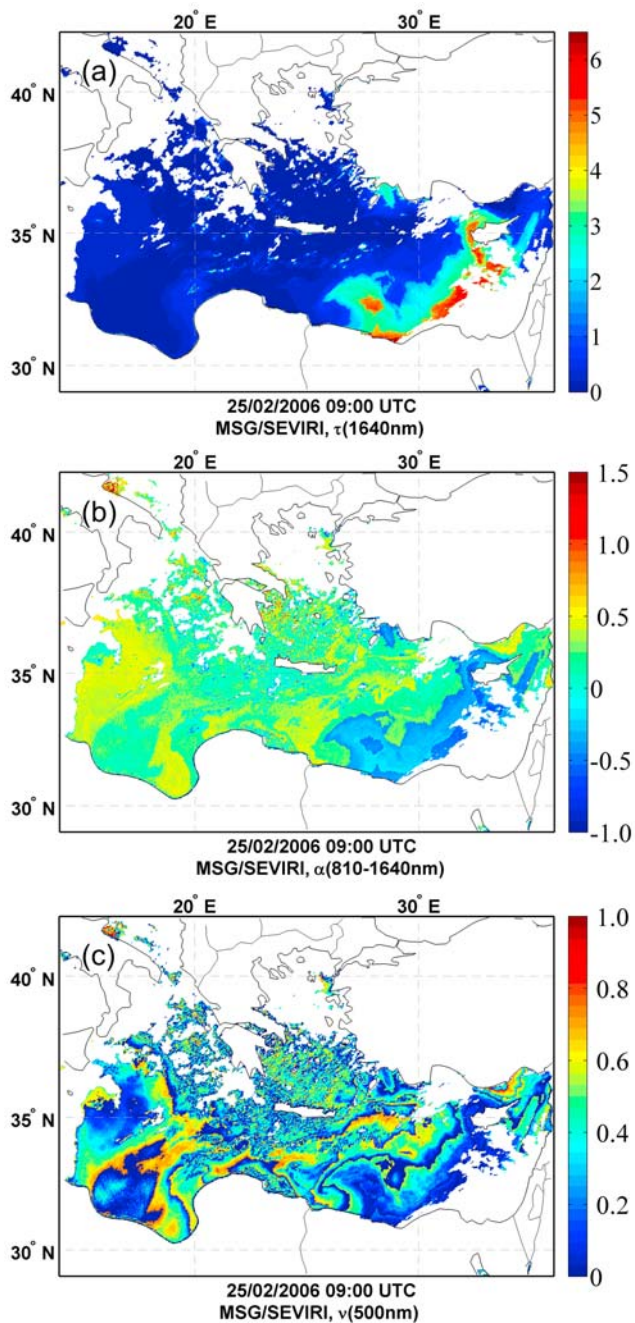 20° E 30° E
(a)
40° N
35° N
30° N
6
5
4
3
2
1
0
25/02/2006 09:00 UTC
MSG/SEVIRI, τ(1640nm)
20° E 30° E
(b)
40° N
35° N
30° N
1.5
1.0
0.5
0
-0.5
-1.0
25/02/2006 09:00 UTC
MSG/SEVIRI, α(810-1640nm)
20° E 30° E
(c)
40° N
35° N
30° N
1.0
0.8
0.6
0.4
0.2
0
25/02/2006 09:00 UTC
MSG/SEVIRI, ν(500nm)